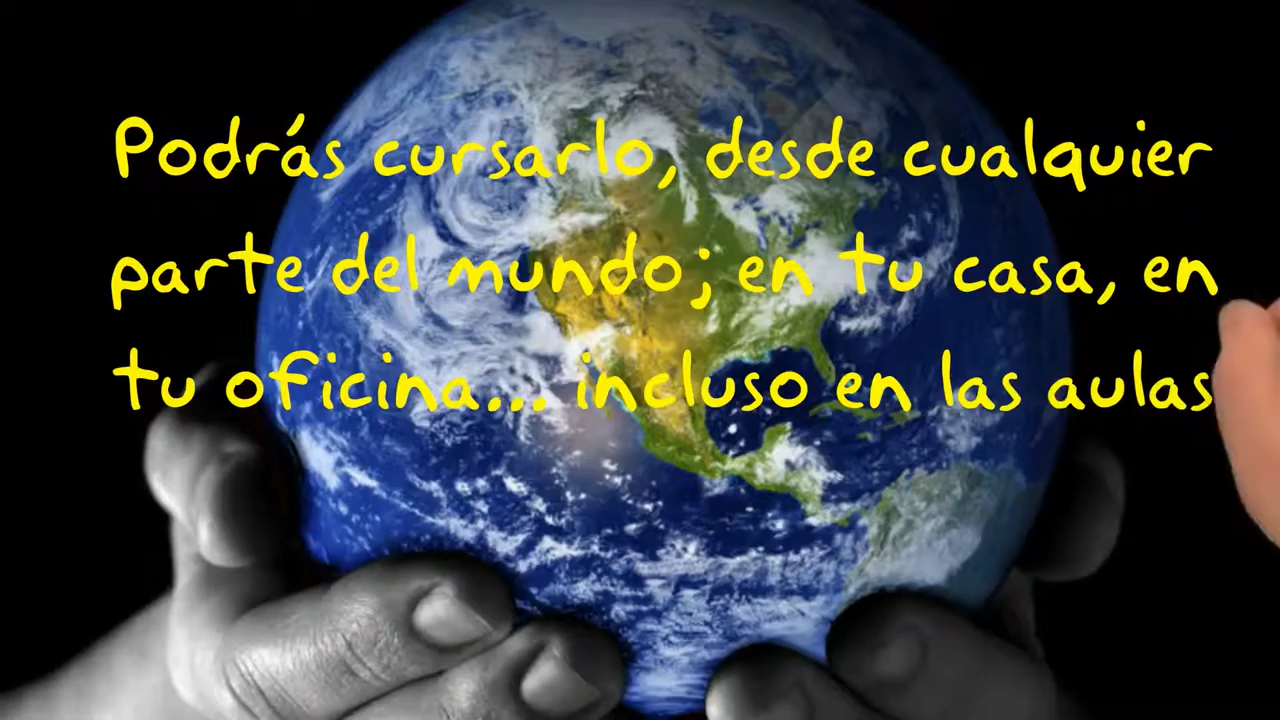 Podrás cursarlo, desde cualquier
parte del mundo; en tu casa, en
tu oficina... incluso en las aulas